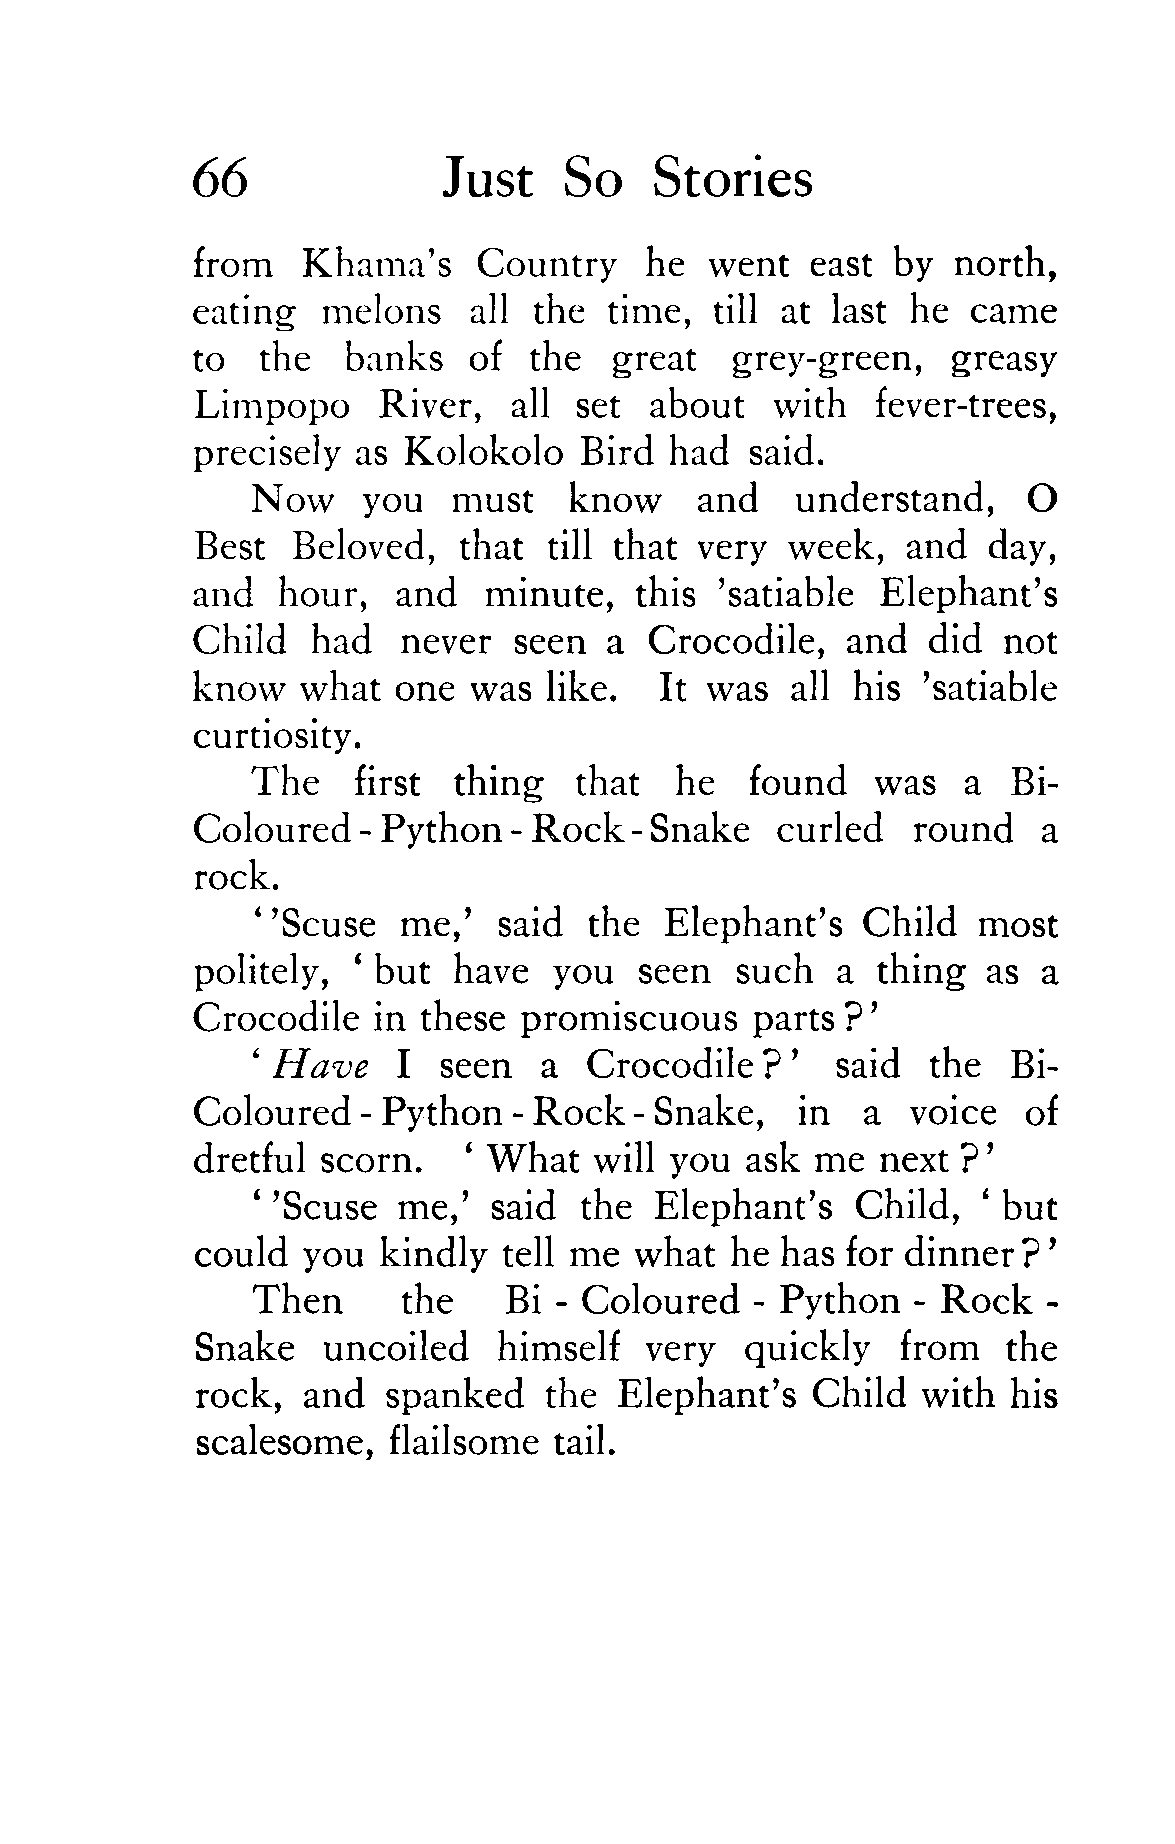 66 Just So Stories
from Khama's Country he went east by north,
eating melons all the time, till at last he came
to the banks of the great grey-green, greasy
Limpopo River, all set about with fever-trees,
precisely as Kolokolo Bird had said.
Now you must know and understand, O
Best Beloved, that till that very week, and day,
and hour, and minute, this 'satiable Elephant's
Child had never seen a Crocodile, and did not
know what one was like. It was all his 'satiable
curtiosity.
The first thing that he found was a Bi-
Coloured-Python-Rock-Snake curled round a
rock.
‘’Scuse me,’ said the Elephant's Child most
politely, ‘but have you seen such a thing as a
Crocodile in these promiscuous parts?’
‘Have I seen a Crocodile?’ said the Bi-
Coloured-Python-Rock-Snake, in a voice of
dretful scorn. ‘What will you ask me next?’
‘’Scuse me,’ said the Elephant's Child, ‘but
could you kindly tell me what he has for dinner?’
Then the Bi-Coloured-Python-Rock-
Snake uncoiled himself very quickly from the
rock, and spanked the Elephant's Child with his
scalesome, flailsome tail.